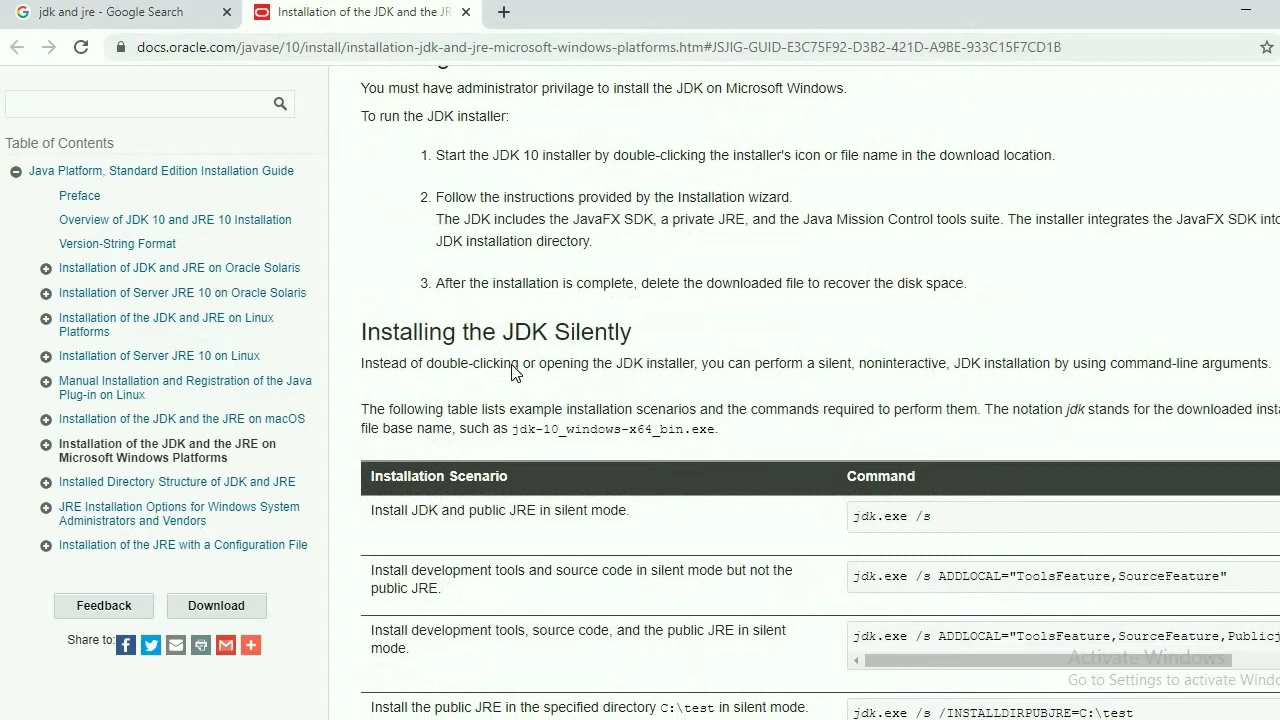 jdk and jre - Google Search
Installation of the JDK and the JR
docs.oracle.com/javase/10/install/installation-jdk-and-jre-microsoft-windows-platforms.htm#JSJIG-GUID-E3C75F92-D3B2-421D-A9BE-933C15F7CD1B
Table of Contents
Java Platform, Standard Edition Installation Guide
Preface
Overview of JDK 10 and JRE 10 Installation
Version-String Format
Installation of JDK and JRE on Oracle Solaris
Installation of Server JRE 10 on Oracle Solaris
Installation of the JDK and JRE on Linux
Platforms
Installation of Server JRE 10 on Linux
Manual Installation and Registration of the Java
Plug-in on Linux
Installation of the JDK and the JRE on macOS
Installation of the JDK and the JRE on
Microsoft Windows Platforms
Installed Directory Structure of JDK and JRE
JRE Installation Options for Windows System
Administrators and Vendors
Installation of the JRE with a Configuration File
Feedback
Download
Share to:
You must have administrator privilage to install the JDK on Microsoft Windows.
To run the JDK installer:
1. Start the JDK 10 installer by double-clicking the installer's icon or file name in the download location.
2. Follow the instructions provided by the Installation wizard.
The JDK includes the JavaFX SDK, a private JRE, and the Java Mission Control tools suite. The installer integrates the JavaFX SDK into
JDK installation directory.
3. After the installation is complete, delete the downloaded file to recover the disk space.
Installing the JDK Silently
Instead of double-clicking or opening the JDK installer, you can perform a silent, noninteractive, JDK installation by using command-line arguments.
The following table lists example installation scenarios and the commands required to perform them. The notation jdk stands for the downloaded insta
file base name, such as jdk-10_windows-x64_bin.exe.
Installation Scenario
Command
Install JDK and public JRE in silent mode.
jdk.exe /s
Install development tools and source code in silent mode but not the
public JRE.
jdk.exe /s ADDLOCAL="ToolsFeature,SourceFeature"
Install development tools, source code, and the public JRE in silent
mode.
jdk.exe /s ADDLOCAL="ToolsFeature,SourceFeature,Public
Install the public JRE in the specified directory C:\test in silent mode.
jdk.exe /s /INSTALLDIRPUBJRE=C:\test
Activate Windows
Go to Settings to activate Windo